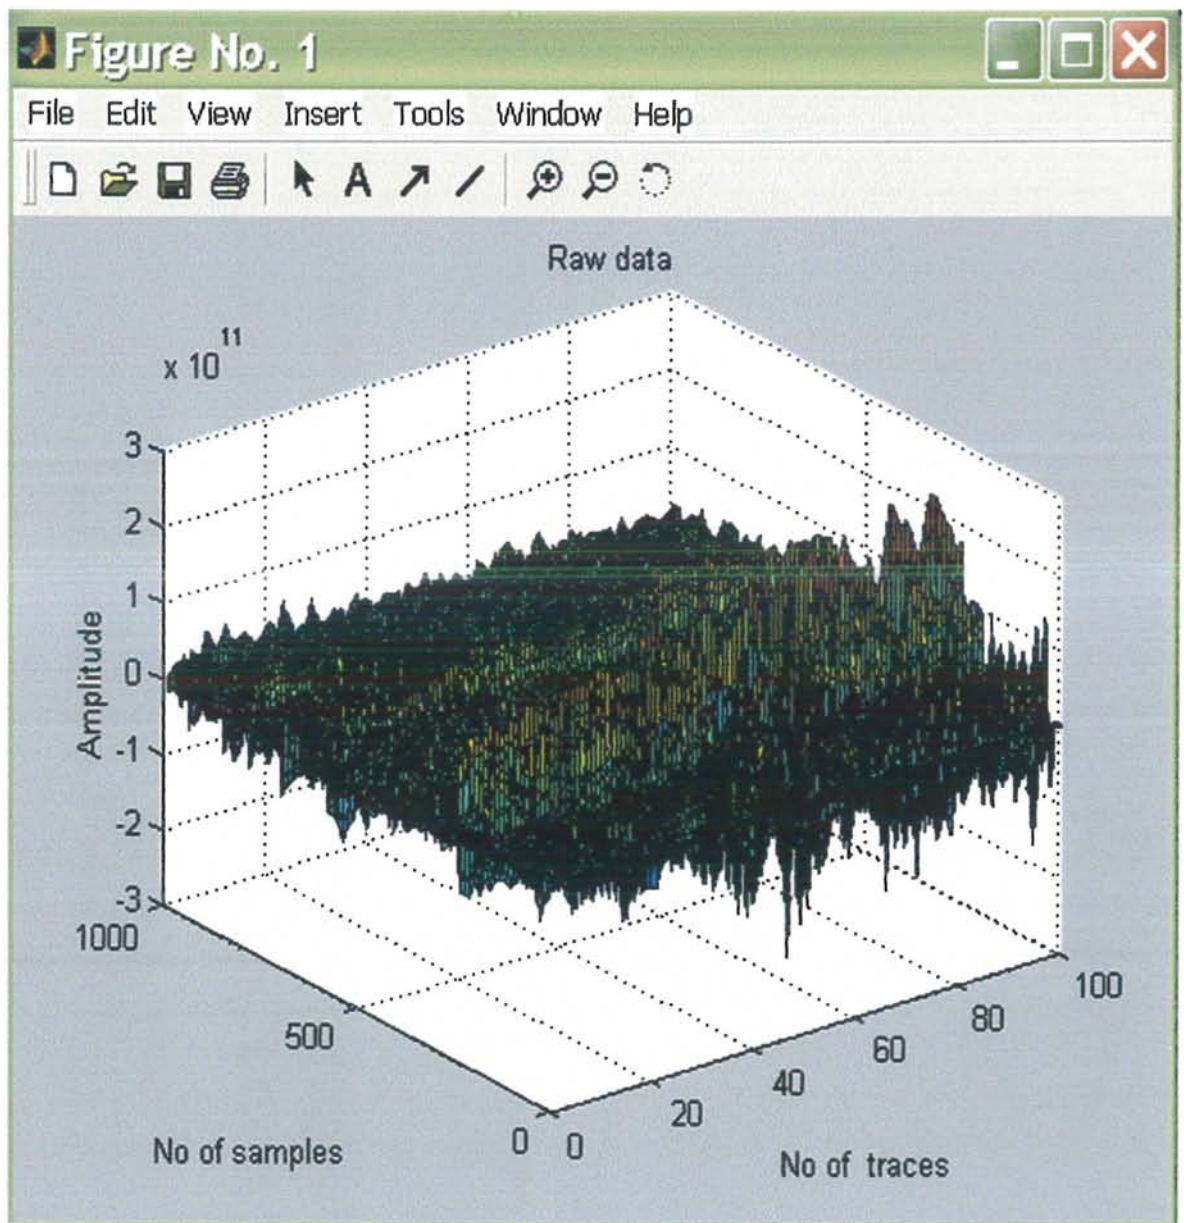 Figure No. 1
File Edit View Insert Tools Window Help
A
Raw data
x 10^11
3
2
1
0
-1
-2
-3
Amplitude
1000
500
0
No of samples
0
20
40
60
80
100
No of traces